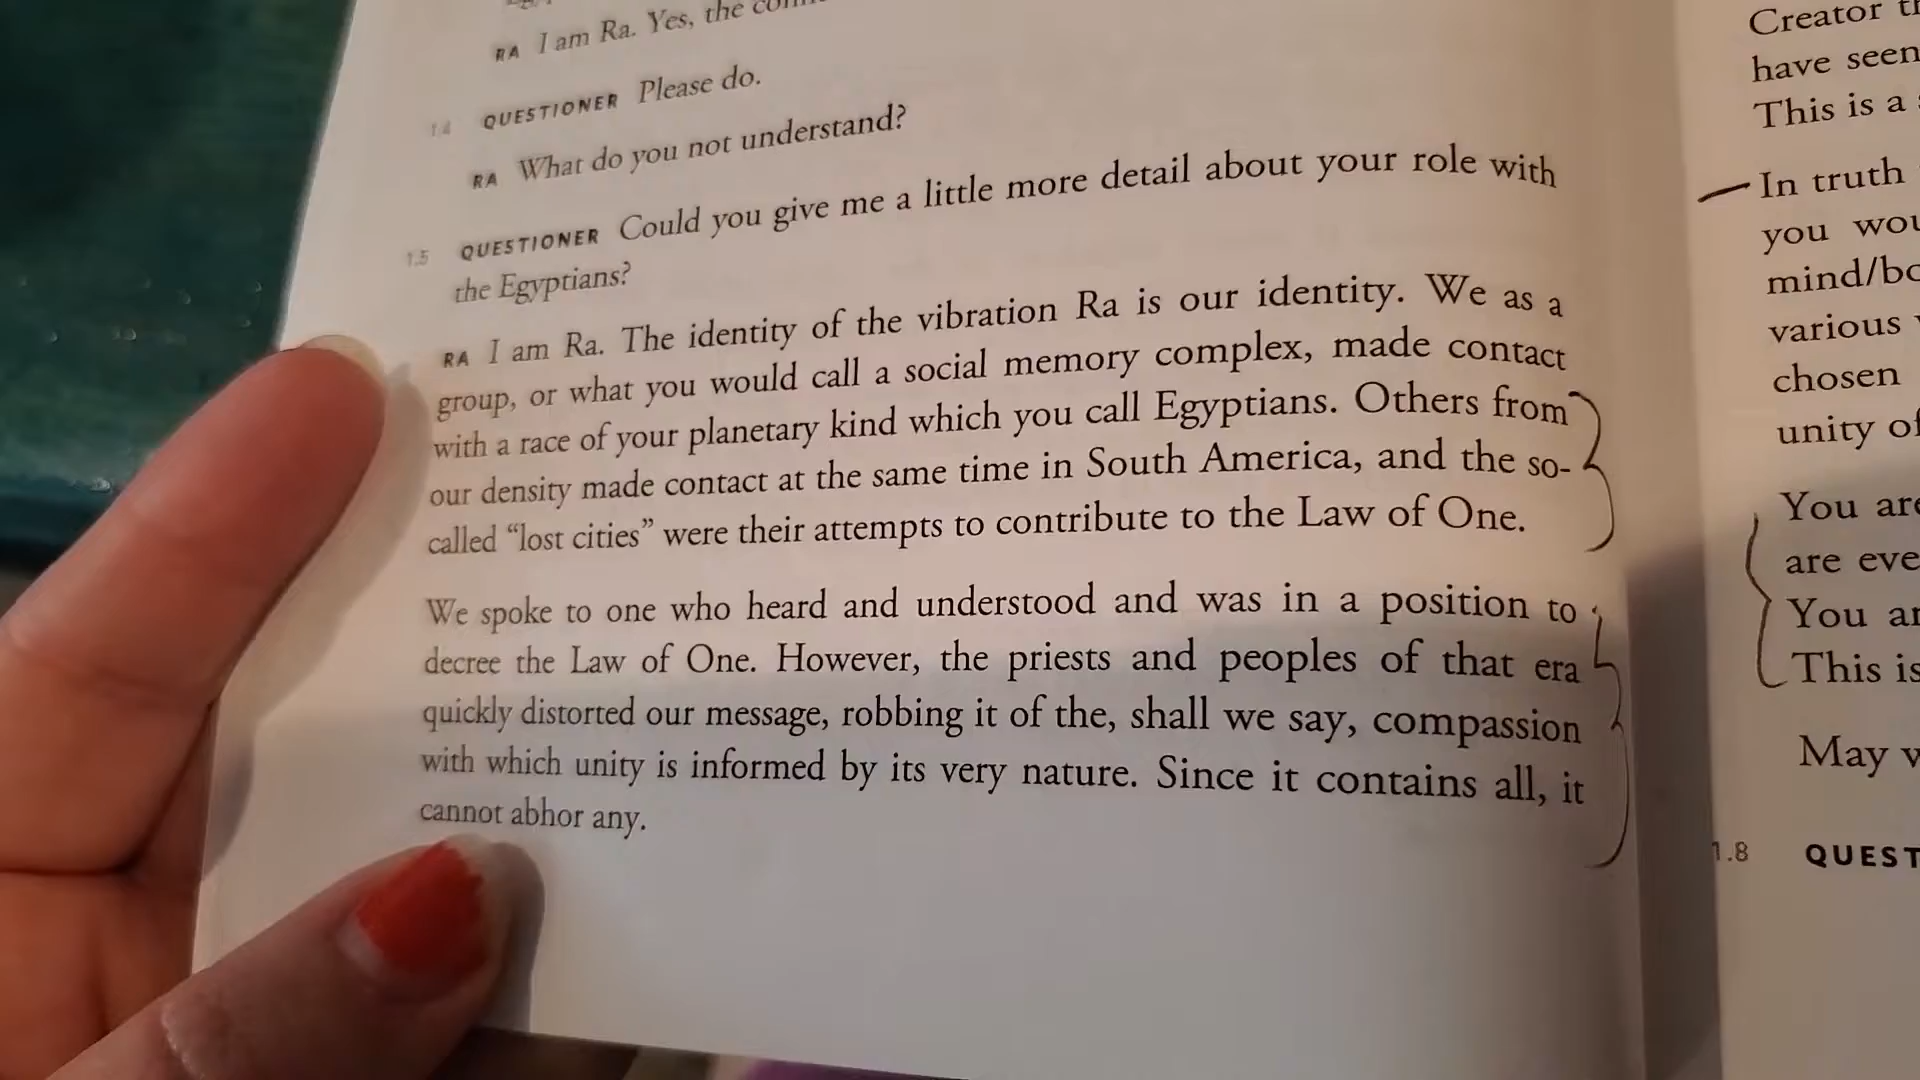 RA I am Ra. Yes, the
1.4 QUESTIONER Please do.
RA What do you not understand?
1.5 QUESTIONER Could you give me a little more detail about your role with
the Egyptians?
RA I am Ra. The identity of the vibration Ra is our identity. We as a
group, or what you would call a social memory complex, made contact
with a race of your planetary kind which you call Egyptians. Others from
our density made contact at the same time in South America, and the so-
called “lost cities” were their attempts to contribute to the Law of One.
We spoke to one who heard and understood and was in a position to
decree the Law of One. However, the priests and peoples of that era
quickly distorted our message, robbing it of the, shall we say, compassion
with which unity is informed by its very nature. Since it contains all, it
cannot abhor any.
Creator
have seen
This is a
In truth
you
various
chosen
unity of
You
are
You
This
May
1.8